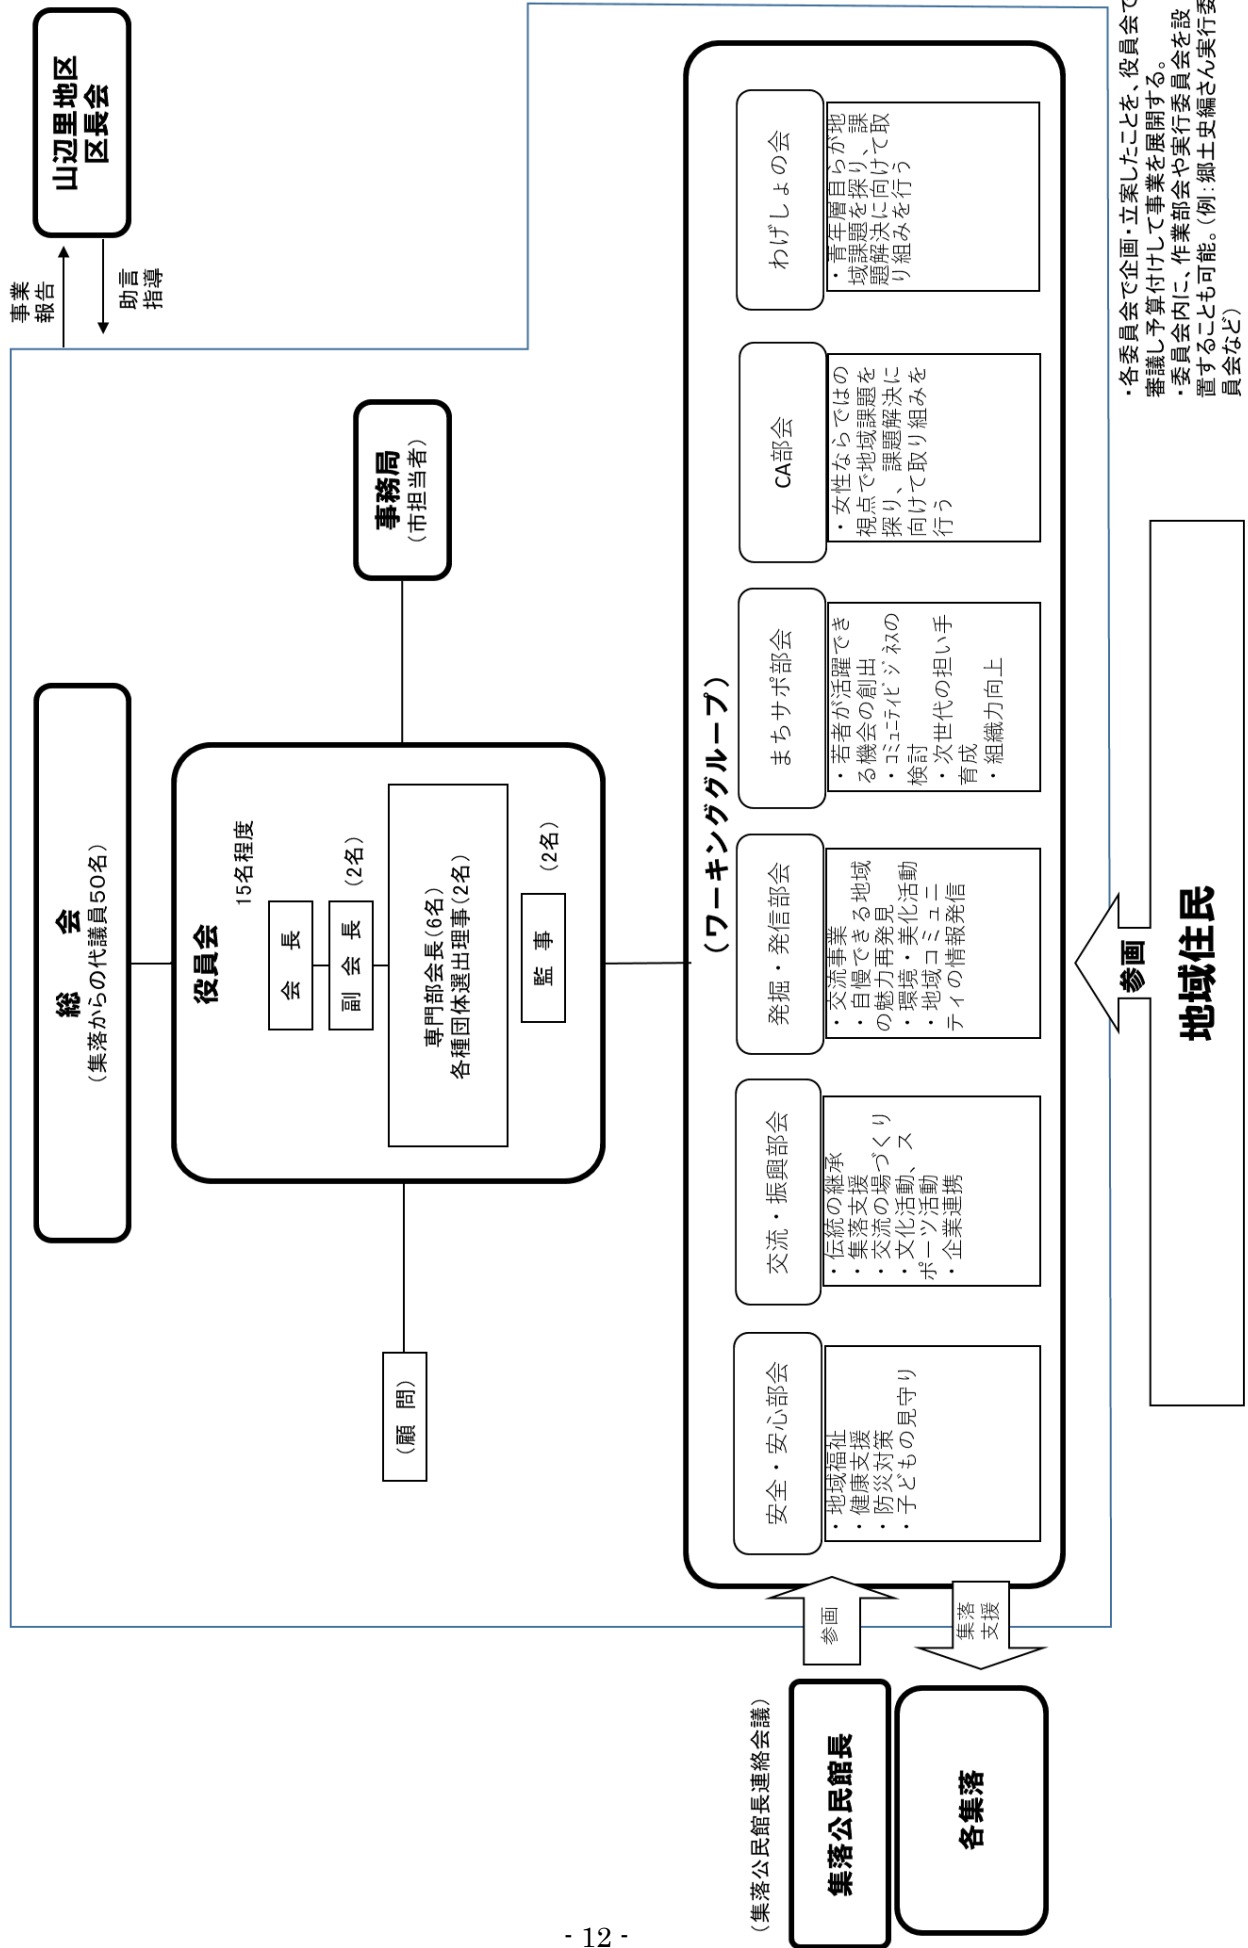 総　会
（集落からの代議員50名）
事業
報告
助言
指導
山辺里地区
区長会
役員会
15名程度
会　長
副 会 長
（2名）
専門部会長（6名）
各種団体選出理事（2名）
監 事
（2名）
（顧 問）
事務局
（市担当者）
（ワーキンググループ）
安全・安心部会
・地域福祉
・健康支援
・防災対策
・子どもの見守り
交流・振興部会
・伝統の継承
・集落支援
・交流の場づくり
・文化活動、ス
ポーツ活動
・企業連携
発掘・発信部会
・交流事業
・自慢できる地域
の魅力再発見
・環境・美化活動
・地域コミュニ
ティの情報発信
まちサポ部会
・若者が活躍でき
る機会の創出
・ｺﾐｭﾆﾃｨﾋﾞｼﾞﾈｽの
検討
・次世代の担い手
育成
・組織力向上
CA部会
・女性ならではの
視点で地域課題を
探り、課題解決に
向けて取り組みを
行う
わげしょの会
・青年層自らが地
域課題を探り、課
題解決に向けて取
り組みを行う
（集落公民館長連絡会議）
集落公民館長
各集落
参画
集落
支援
参画
地域住民
・各委員会で企画・立案したことを、役員会で
審議し予算付けして事業を展開する。
・委員会内に、作業部会や実行委員会を設
置することも可能。（例：郷土史編さん実行委
員会など）
- 12 -